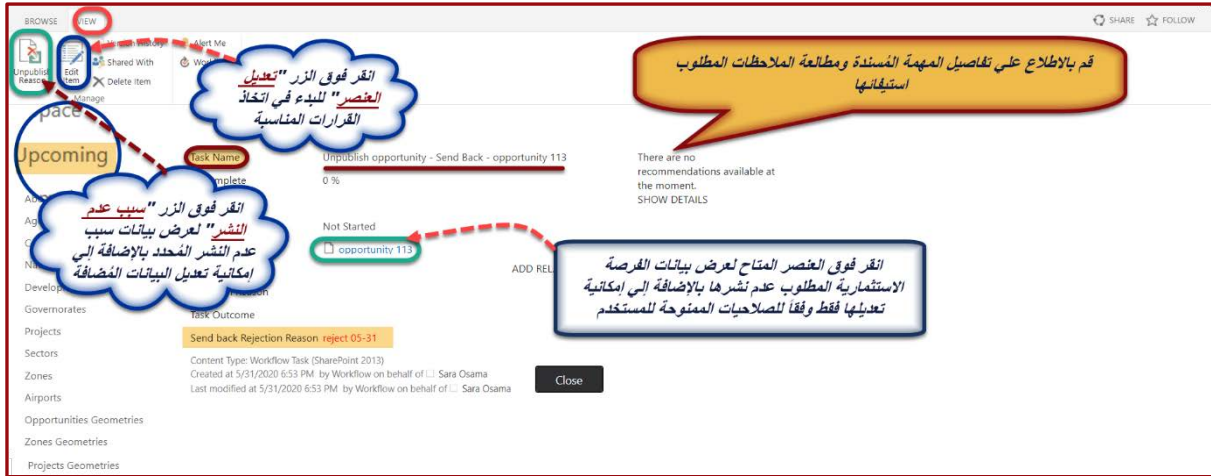 BROWSE VIEW
SHARE FOLLOW
Unpublish Reason
Edit Item
Version History
Shared With
Delete Item
Manage
Alert Me
انقر فوق الزر "تعديل
العنصر" للبدء في اتخاذ
القرارات المناسبة
قم بالاطلاع علي تفاصيل المهمة المُسندة ومطالعة الملاحظات المطلوب
استيفائها
pace
Upcoming
Task Name
Unpublish opportunity - Send Back - opportunity 113
There are no
recommendations available at
the moment.
SHOW DETAILS
0 %
انقر فوق الزر "سبب عدم
النشر" لعرض بيانات سبب
عدم النشر المُحدد بالإضافة إلي
إمكانية تعديل البيانات المُضافة
Not Started
opportunity 113
انقر فوق العنصر المتاح لعرض بيانات الفرصة
الاستثمارية المطلوب عدم نشرها بالإضافة إلي إمكانية
تعديلها فقط وفقاً للصلاحيات الممنوحة للمستخدم
Governorates
Task Outcome
Projects
Send back Rejection Reason reject 05-31
Sectors
Content Type: Workflow Task (SharePoint 2013)
Zones
Created at 5/31/2020 6:53 PM by Workflow on behalf of Sara Osama
Last modified at 5/31/2020 6:53 PM by Workflow on behalf of Sara Osama
Close
Airports
Opportunities Geometries
Zones Geometries
Projects Geometries